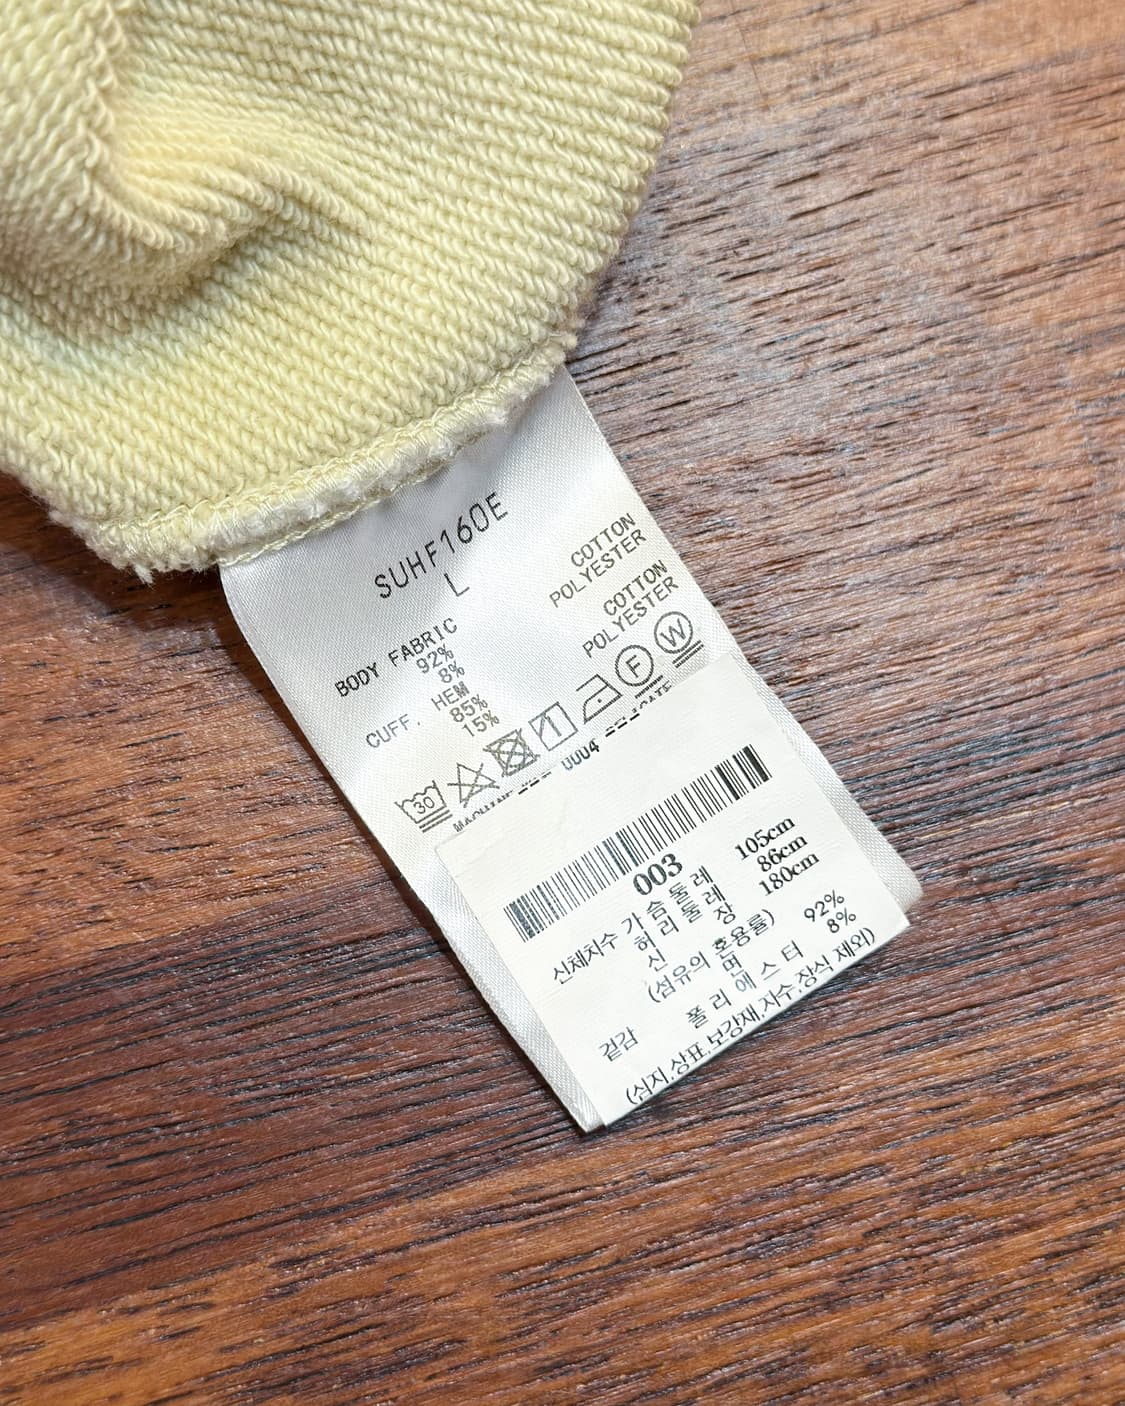 SUHF160E
L
BODY FABRIC
92% COTTON
8% POLYESTER
CUFF. HEM
85% COTTON
15% POLYESTER
30 1 F W
0004
003
신체치수 가슴둘레 105cm
허리둘레 86cm
신장 180cm
(섬유의 혼용률)
겉감 면 92%
폴리에스터 8%
(심지,상표,보강재,자수,장식 제외)